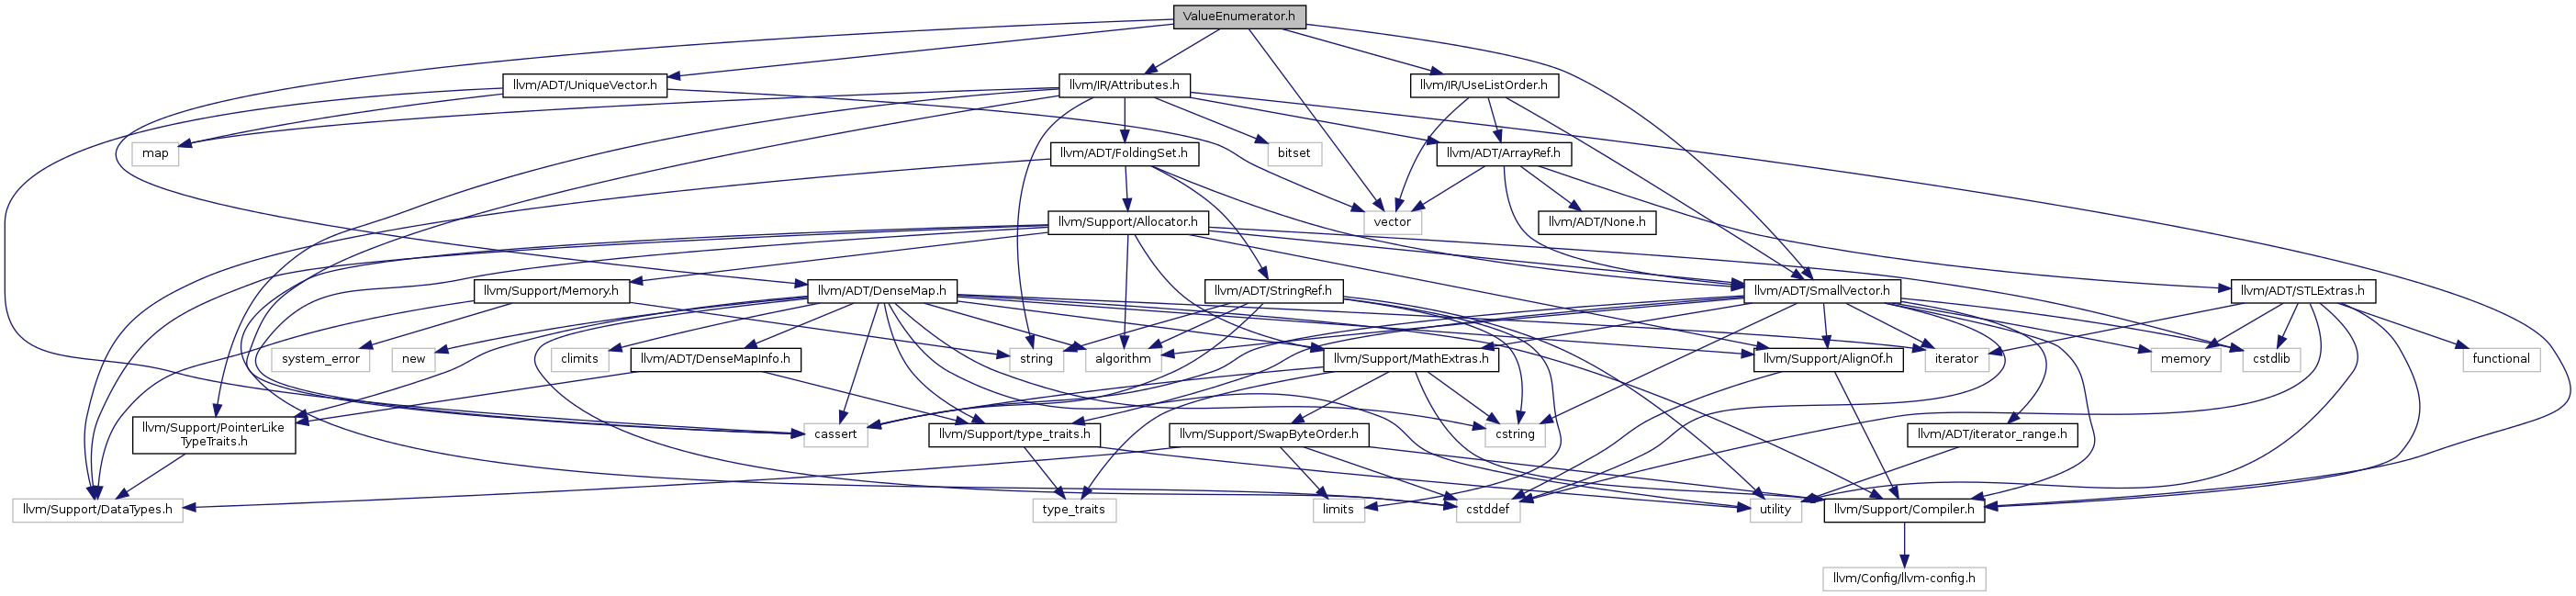 ValueEnumerator.h
llvm/ADT/UniqueVector.h
llvm/IR/Attributes.h
llvm/IR/UseListOrder.h
map
llvm/ADT/FoldingSet.h
bitset
llvm/ADT/ArrayRef.h
llvm/Support/Allocator.h
vector
llvm/ADT/None.h
llvm/Support/Memory.h
llvm/ADT/DenseMap.h
llvm/ADT/StringRef.h
llvm/ADT/SmallVector.h
llvm/ADT/STLExtras.h
system_error
new
climits
llvm/ADT/DenseMapInfo.h
string
algorithm
llvm/Support/MathExtras.h
llvm/Support/AlignOf.h
iterator
memory
cstdlib
functional
llvm/Support/PointerLike
TypeTraits.h
cassert
llvm/Support/type_traits.h
llvm/Support/SwapByteOrder.h
cstring
llvm/ADT/iterator_range.h
llvm/Support/DataTypes.h
type_traits
limits
cstddef
utility
llvm/Support/Compiler.h
llvm/Config/llvm-config.h